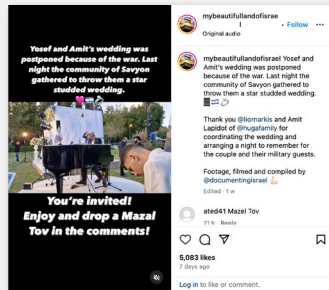 Yosef and Amit's wedding was
postponed because of the war. Last
night the community of Savyon
gathered to throw them a star
studded wedding.
You're invited!
Enjoy and drop a Mazal
Tov in the comments!
mybeautifullandofisrae
l
• Follow ...
Original audio
mybeautifullandofisrael Yosef and
Amit's wedding was postponed
because of the war. Last night the
community of Savyon gathered to
throw them a star studded wedding.
Thank you @liomarkis and Amit
Lapidot of @hugafamily for
coordinating the wedding and
arranging a night to remember for
the couple and their military guests.
Footage, filmed and compiled by
@documentingisrael
Edited · 1 w
ated41 Mazel Tov
21 h Reply
5,083 likes
7 days ago
Log in to like or comment.